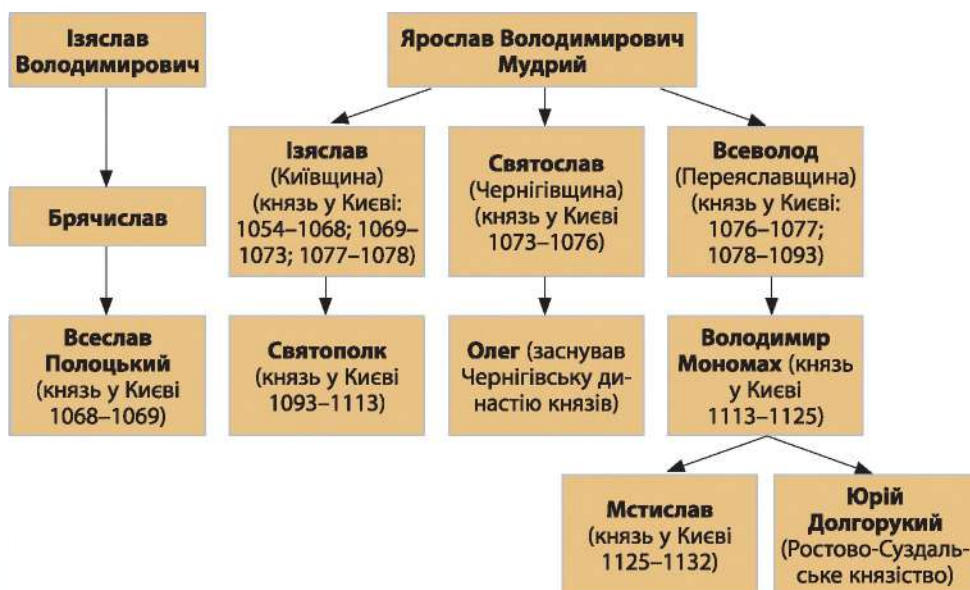 Ізяслав
Володимирович
Ярослав Володимирович
Мудрий
Брячислав
Ізяслав
(Київщина)
(князь у Києві:
1054–1068; 1069–
1073; 1077–1078)
Святослав
(Чернігівщина)
(князь у Києві
1073–1076)
Всеволод
(Переяславщина)
(князь у Києві:
1076–1077;
1078–1093)
Всеслав
Полоцький
(князь у Києві
1068–1069)
Святополк
(князь у Києві
1093–1113)
Олег (заснував
Чернігівську ди-
настію князів)
Володимир
Мономах (князь
у Києві
1113–1125)
Мстислав
(князь у Києві
1125–1132)
Юрій
Долгорукий
(Ростово-Суздаль-
ське князіство)